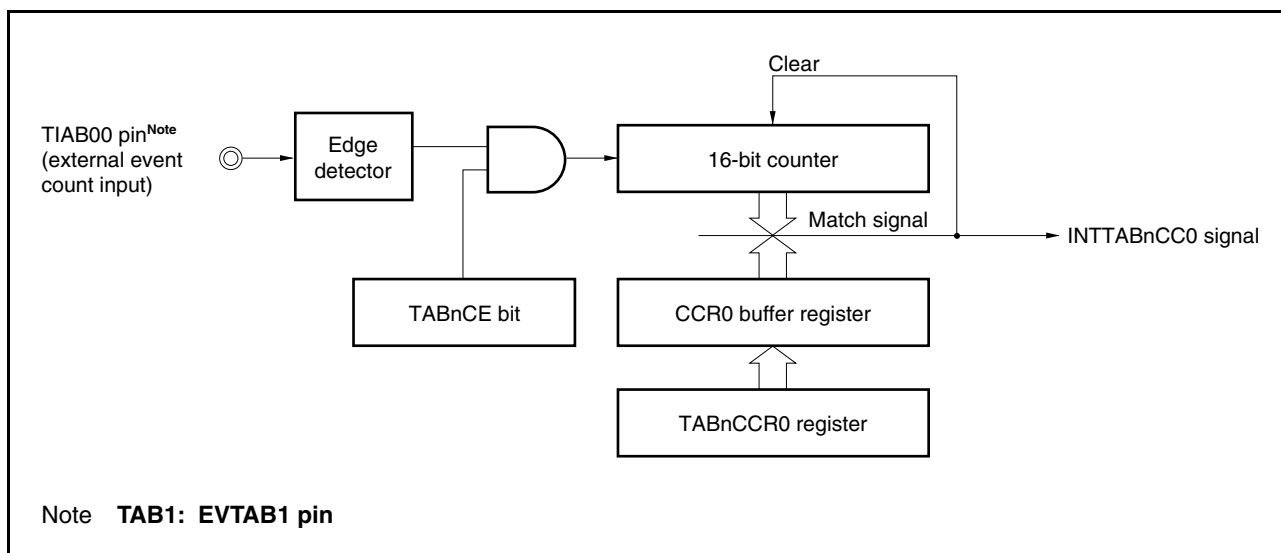 Clear
TIAB00 pinNote
(external event
count input)
Edge
detector
16-bit counter
Match signal
INTTABnCC0 signal
TABnCE bit
CCR0 buffer register
TABnCCR0 register
Note TAB1: EVTAB1 pin